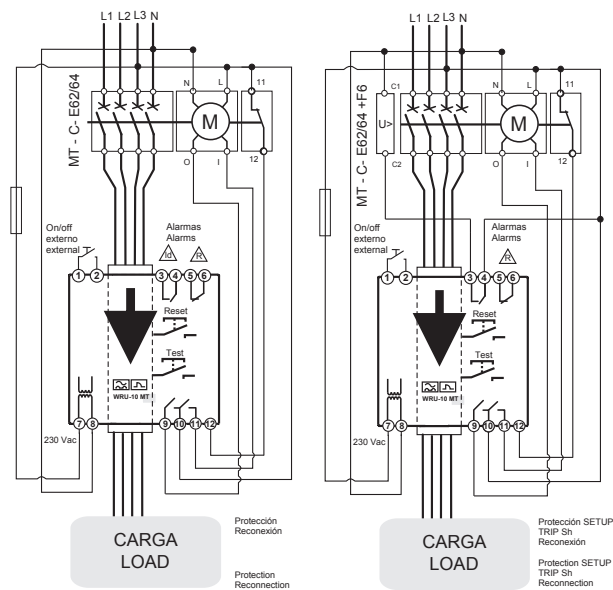 L1 L2 L3 N
N
L
11
MT - C- E62/64
M
12
O
I
On/off
externo
external
Alarmas
Alarms
Id
R
1
2
3
4
5
6
Reset
Test
WRU-10 MT
7
8
9
10
11
12
230 Vac
CARGA
LOAD
Protección
Reconexión
Protection
Reconnection
L1 L2 L3 N
N
L
11
C1
MT - C- E62/64 +F6
U>
M
C2
12
O
I
On/off
externo
external
Alarmas
Alarms
R
1
2
3
4
5
6
Reset
Test
WRU-10 MT
7
8
9
10
11
12
230 Vac
CARGA
LOAD
Protección SETUP
TRIP Sh
Reconexión
Protection SETUP
TRIP Sh
Reconnection